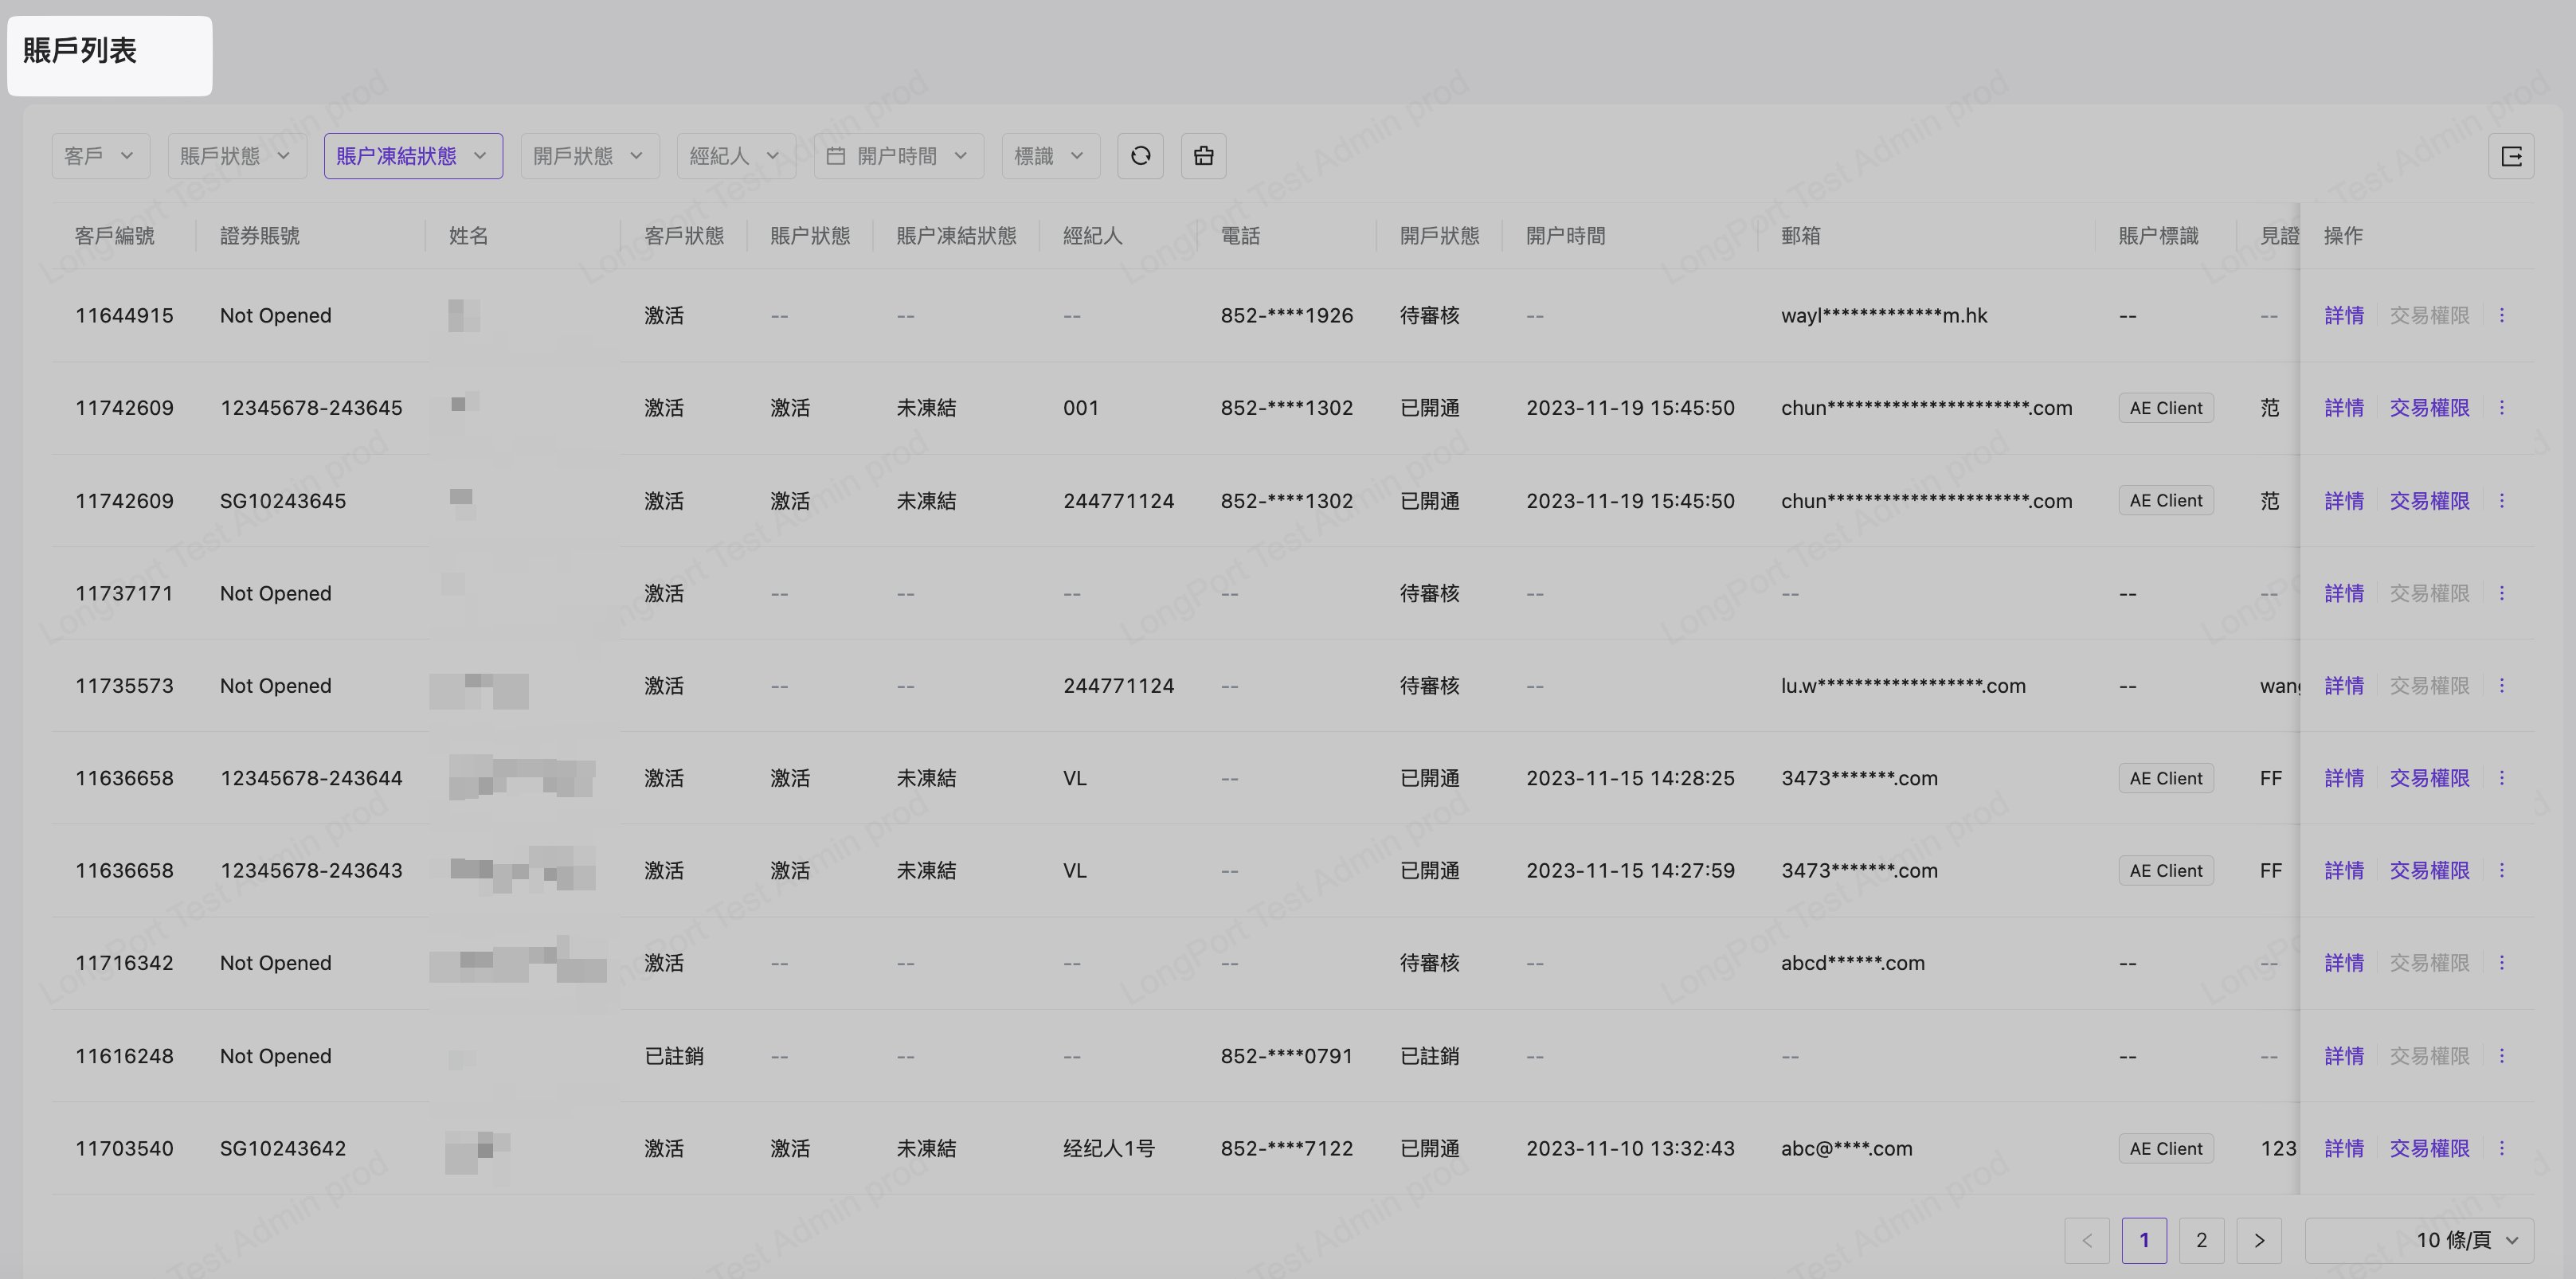 賬戶列表
客戶 賬戶狀態 賬户凍結狀態 開戶狀態 經紀人 開户時間 標識
客戶編號 證券賬號 姓名 客戶狀態 賬户狀態 賬户凍結狀態 經紀人 電話 開戶狀態 開户時間 郵箱 賬户標識 見證 操作
11644915 Not Opened 激活 -- -- -- 852-****1926 待審核 -- wayl*************m.hk -- -- 詳情 交易權限
11742609 12345678-243645 激活 激活 未凍結 001 852-****1302 已開通 2023-11-19 15:45:50 chun**********************.com AE Client 范 詳情 交易權限
11742609 SG10243645 激活 激活 未凍結 244771124 852-****1302 已開通 2023-11-19 15:45:50 chun**********************.com AE Client 范 詳情 交易權限
11737171 Not Opened 激活 -- -- -- -- 待審核 -- -- -- -- 詳情 交易權限
11735573 Not Opened 激活 -- -- 244771124 -- 待審核 -- lu.w******************.com -- wang 詳情 交易權限
11636658 12345678-243644 激活 激活 未凍結 VL -- 已開通 2023-11-15 14:28:25 3473*******.com AE Client FF 詳情 交易權限
11636658 12345678-243643 激活 激活 未凍結 VL -- 已開通 2023-11-15 14:27:59 3473*******.com AE Client FF 詳情 交易權限
11716342 Not Opened 激活 -- -- -- -- 待審核 -- abcd******.com -- -- 詳情 交易權限
11616248 Not Opened 已註銷 -- -- -- 852-****0791 已註銷 -- -- -- -- 詳情 交易權限
11703540 SG10243642 激活 激活 未凍結 经纪人1号 852-****7122 已開通 2023-11-10 13:32:43 abc@****.com AE Client 123 詳情 交易權限
< 1 2 > 10 條/頁
LongPort Test Admin prod